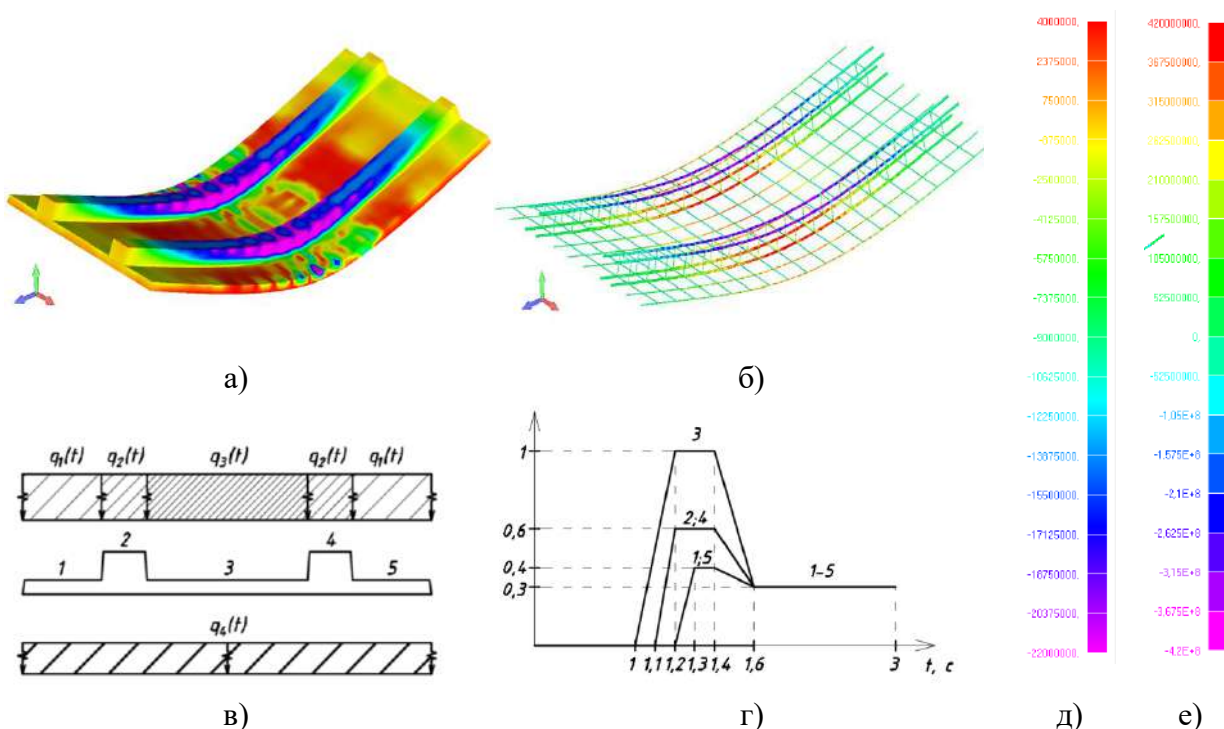 4000000,
2375000,
750000,
-875000,
-2500000,
-4125000,
-5750000,
-7375000,
-9000000,
-10625000,
-12250000,
-13875000,
-15500000,
-17125000,
-18750000,
-20375000,
-22000000,
420000000,
367500000,
315000000,
262500000,
210000000,
157500000,
105000000,
52500000,
0,
-52500000,
-1,05E+8
-1,575E+8
-2,1E+8
-2,625E+8
-3,15E+8
-3,675E+8
-4,2E+8
а) б)
q₁(t) q₂(t) q₃(t) q₂(t) q₁(t)
2 4
1 3 5
q₄(t)
1
3
0,6
2;4
0,4
1;5
0,3
1-5
1 1,1 1,2 1,3 1,4 1,6 3
t, c
в) г) д) е)